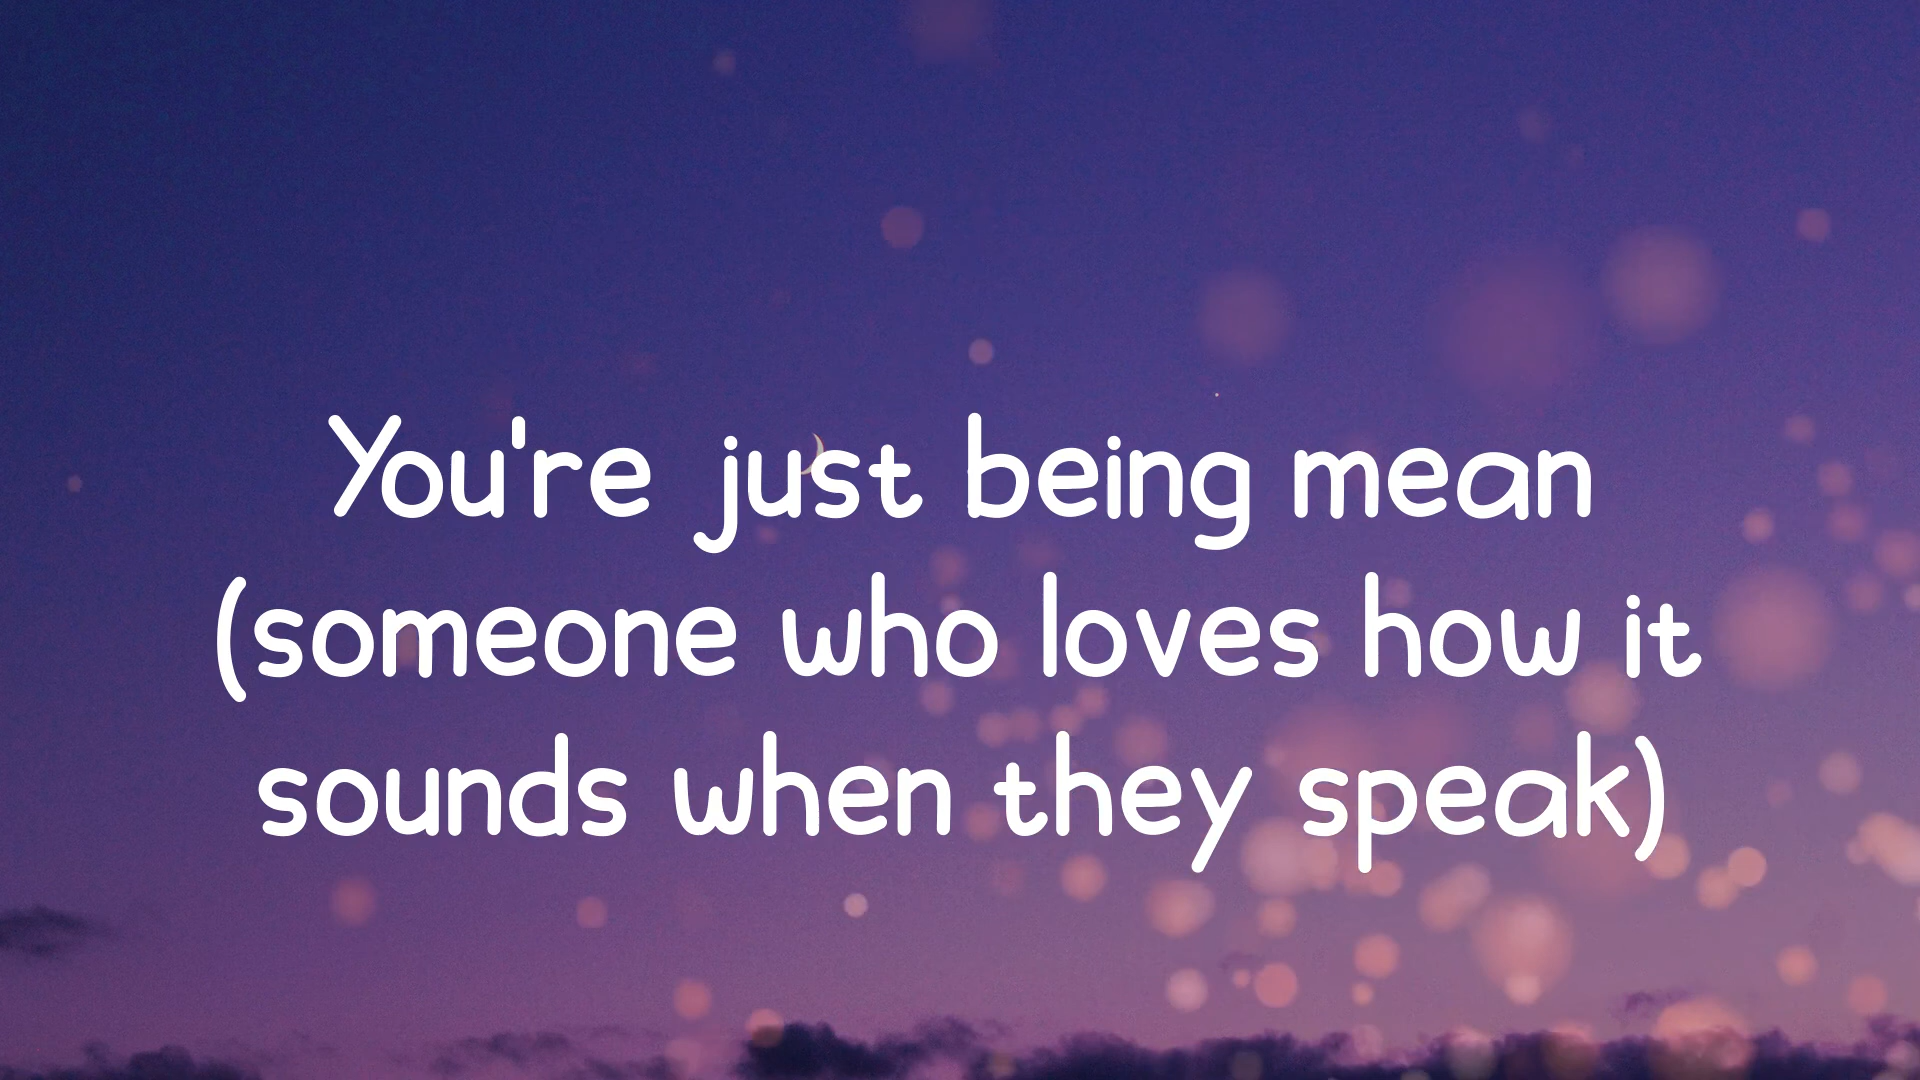 You're just being mean
(someone who loves how it
sounds when they speak)